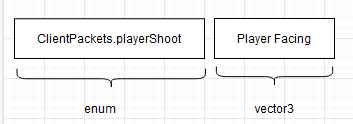 ClientPackets.playerShoot
Player Facing
enum
vector3